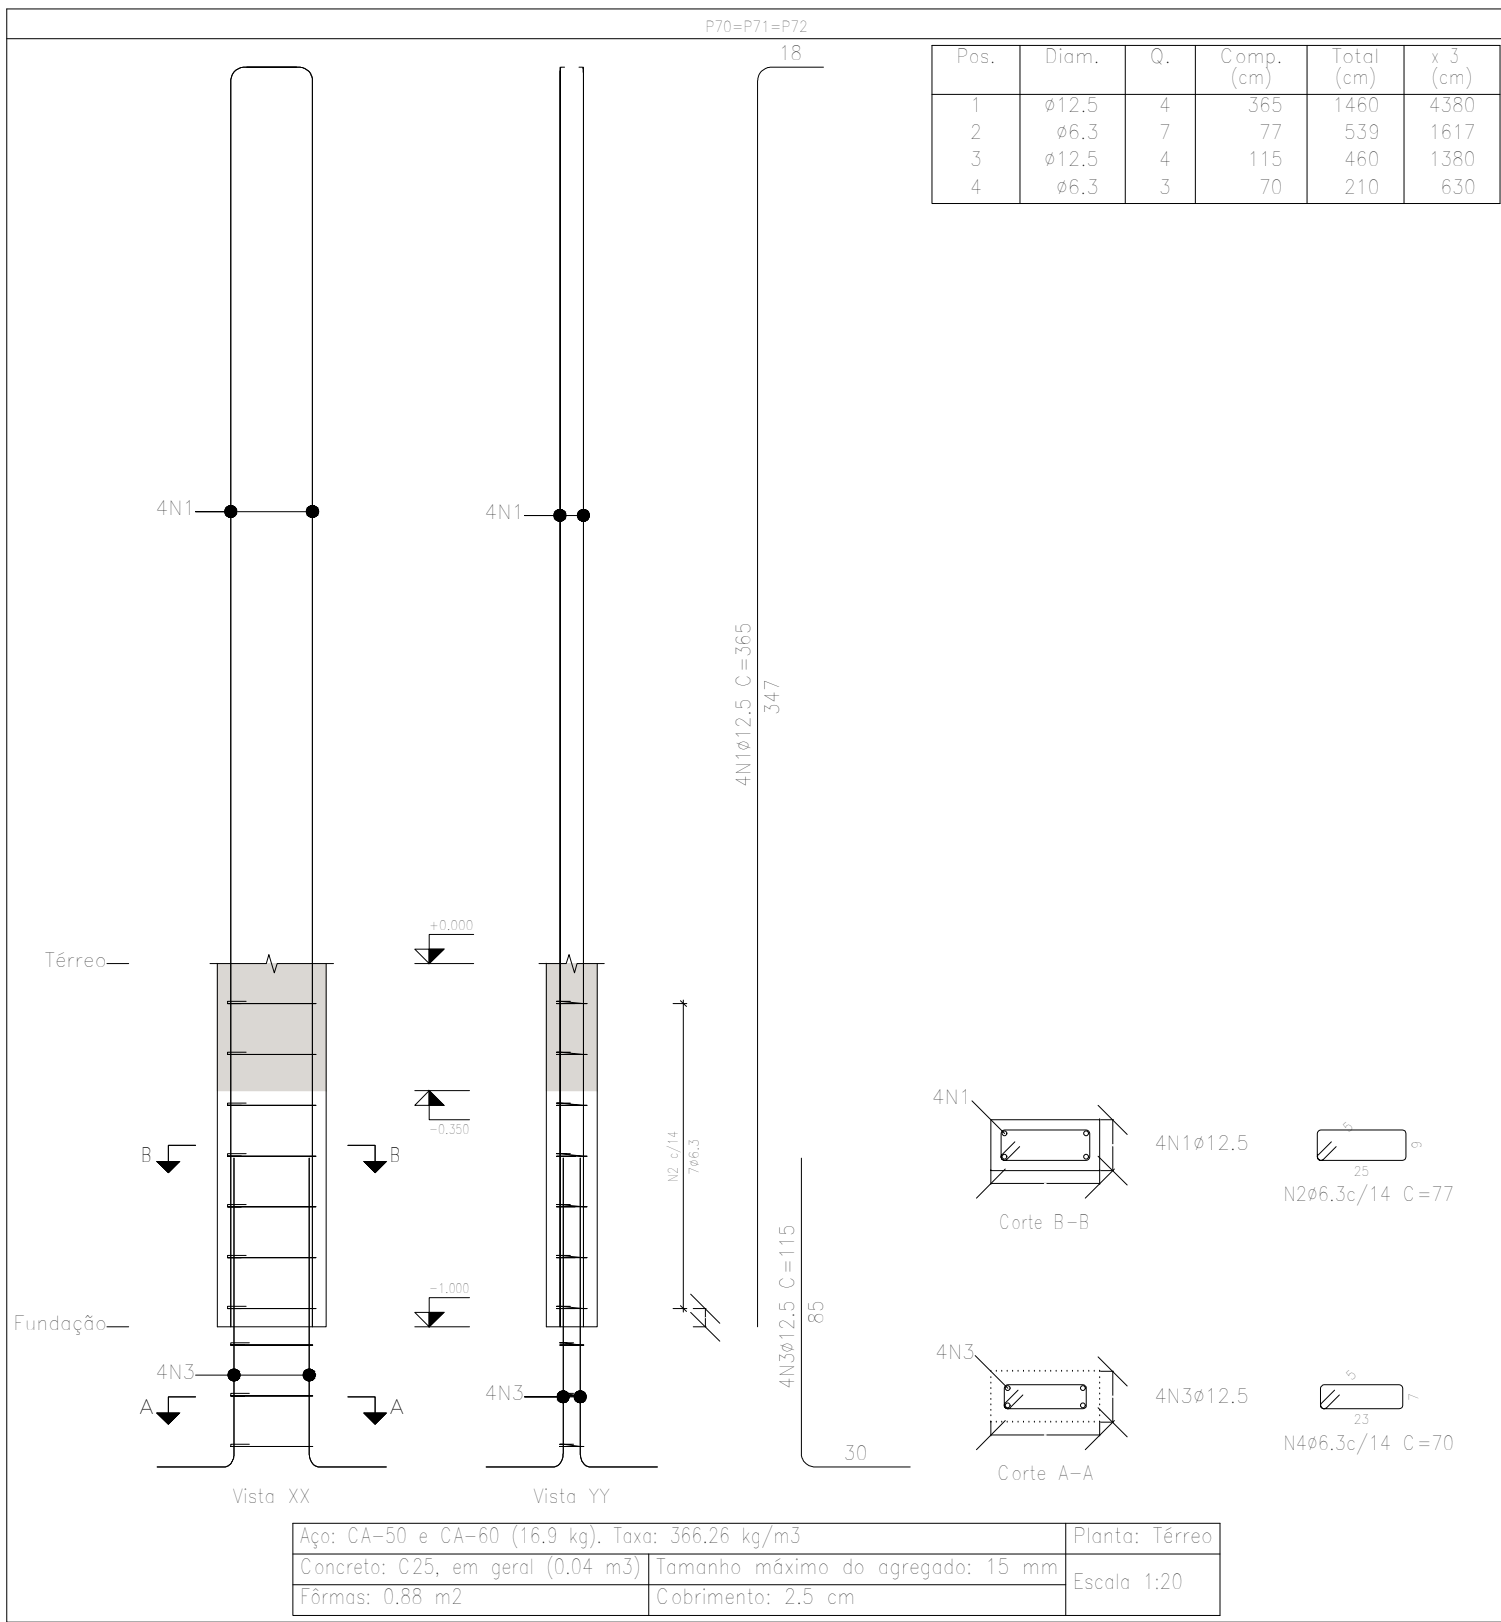 P70=P71=P72
18
Pos. Diam. Q. Comp. (cm) Total (cm) x 3 (cm)
1 ø12.5 4 365 1460 4380
2 ø6.3 7 77 539 1617
3 ø12.5 4 115 460 1380
4 ø6.3 3 70 210 630
4N1
4N1
4N1ø12.5 C=365
347
Térreo
+0.000
-0.350
B
B
N2 c/14
7ø6.3
-1.000
Fundação
4N3
4N3
A
A
4N3ø12.5 C=115
85
30
Vista XX
Vista YY
4N1
4N1ø12.5
Corte B-B
5
9
25
N2ø6.3c/14 C=77
4N3
4N3ø12.5
Corte A-A
5
7
23
N4ø6.3c/14 C=70
Aço: CA-50 e CA-60 (16.9 kg). Taxa: 366.26 kg/m3
Planta: Térreo
Concreto: C25, em geral (0.04 m3)
Tamanho máximo do agregado: 15 mm
Escala 1:20
Fôrmas: 0.88 m2
Cobrimento: 2.5 cm